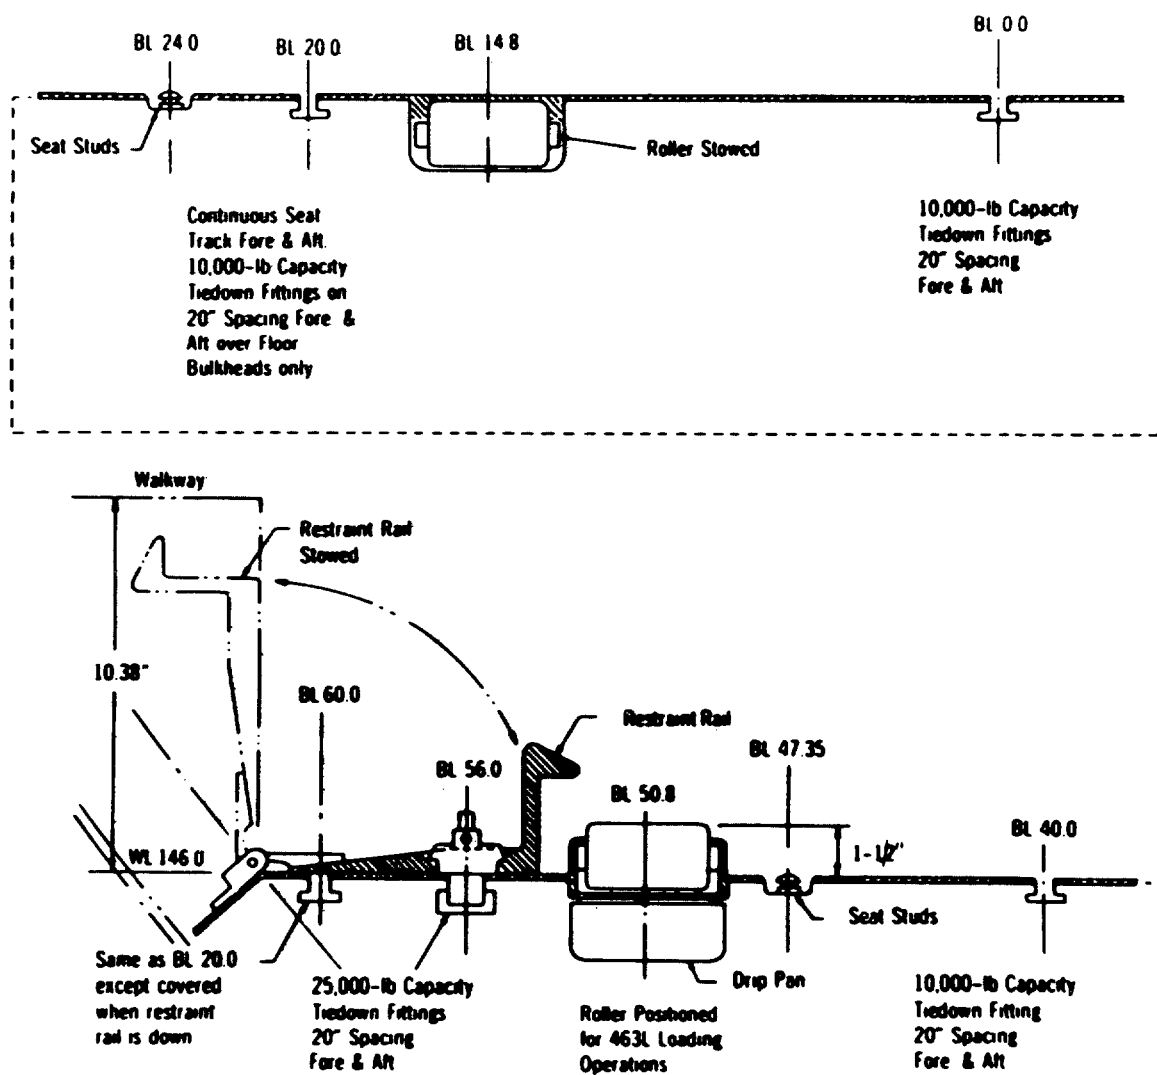 BL 24.0
BL 20.0
BL 14.8
BL 0.0
Seat Studs
Roller Stowed
Continuous Seat
Track Fore & Aft.
10,000-lb Capacity
Tiedown Fittings on
20" Spacing Fore &
Aft over Floor
Bulkheads only
10,000-lb Capacity
Tiedown Fittings
20" Spacing
Fore & Aft
Walkway
Restraint Rail
Stowed
10.38"
BL 60.0
Restraint Rail
BL 56.0
BL 47.35
BL 50.8
BL 40.0
WL 146.0
1-1/2"
Seat Studs
Same as BL 20.0
except covered
when restraint
rail is down
25,000-lb Capacity
Tiedown Fittings
20" Spacing
Fore & Aft
Drip Pan
Roller Positioned
for 463L Loading
Operations
10,000-lb Capacity
Tiedown Fitting
20" Spacing
Fore & Aft